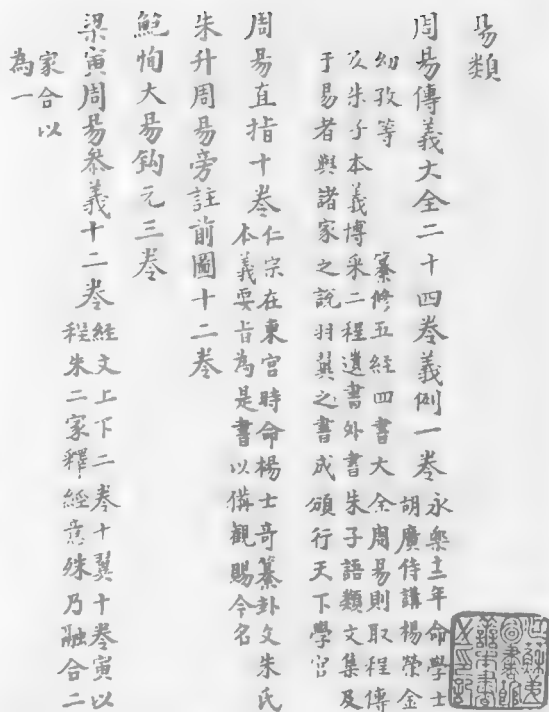 易類
周易傳義大全二十四卷義例一卷永樂十二年命學士
胡廣侍講楊榮金
幼孜等纂修五經四書大全周易則取程傳
及朱子本義博采二程遺書外書朱子語類文集及
于易者與諸家之說羽翼之書成頒行天下學官
周易直指十卷仁宗在東宮時命楊士奇纂卦文朱氏
本義要旨為是書以備觀賜今名
朱升周易旁註前圖十二卷
鮑恂大易鈎元三卷
梁寅周易參義十二卷經文上下二卷十翼十卷寅以
程朱二家釋經意殊乃融合二
家合以
為一